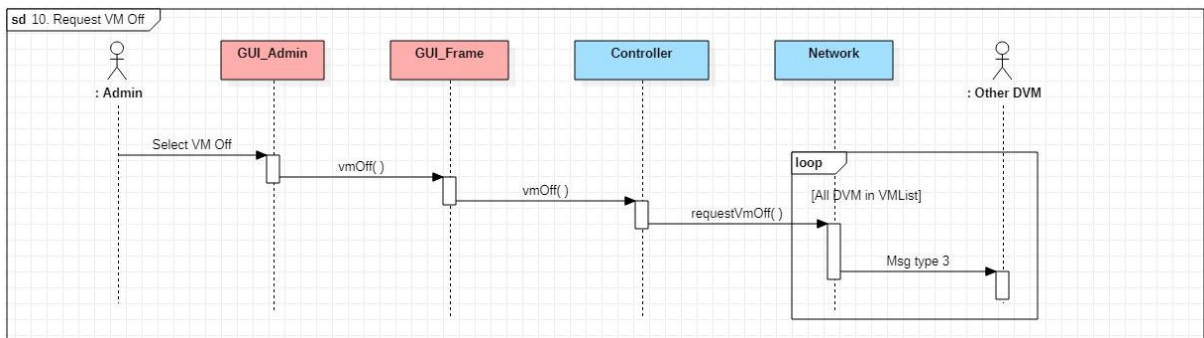 sd 10. Request VM Off
GUI_Admin
GUI_Frame
Controller
Network
: Admin
: Other DVM
Select VM Off
vmOff( )
vmOff( )
requestVmOff( )
loop
[All DVM in VMList]
Msg type 3